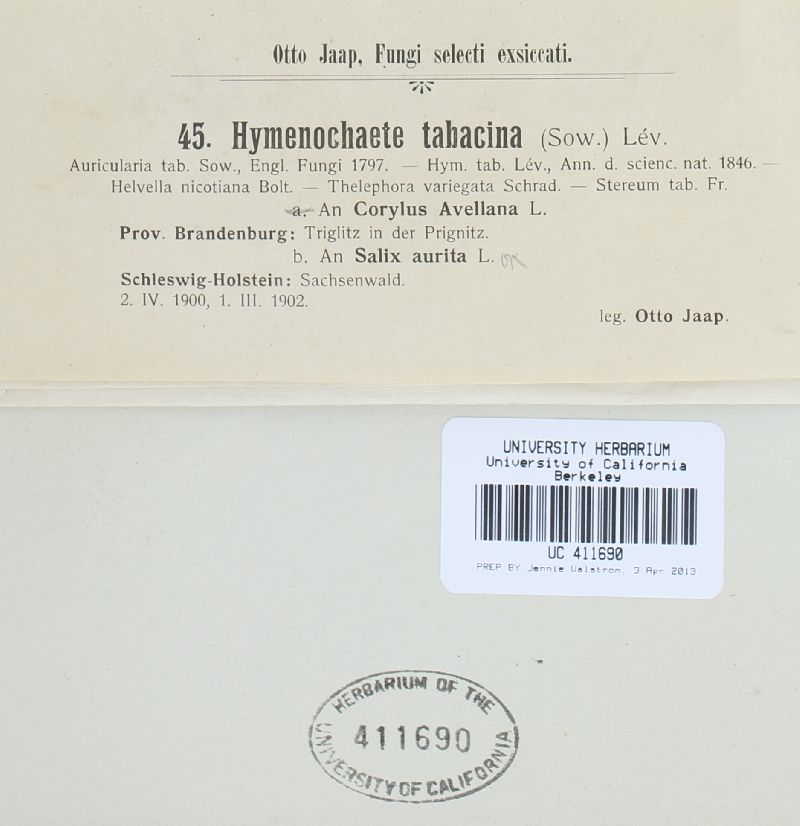 Otto Jaap, Fungi selecti exsiccati.
45. Hymenochaete tabacina (Sow.) Lév.
Auricularia tab. Sow., Engl. Fungi 1797. — Hym. tab. Lév., Ann. d. scienc. nat. 1846. —
Helvella nicotiana Bolt. — Thelephora variegata Schrad. — Stereum tab. Fr.
a. An Corylus Avellana L.
Prov. Brandenburg: Triglitz in der Prignitz.
b. An Salix aurita L.
Schleswig-Holstein: Sachsenwald.
2. IV. 1900, 1. III. 1902.
leg. Otto Jaap.
UNIVERSITY HERBARIUM
University of California
Berkeley
UC 411690
PREP BY Jennie Walstrom, 3 Apr 2013
HERBARIUM OF THE
411690
UNIVERSITY OF CALIFORNIA